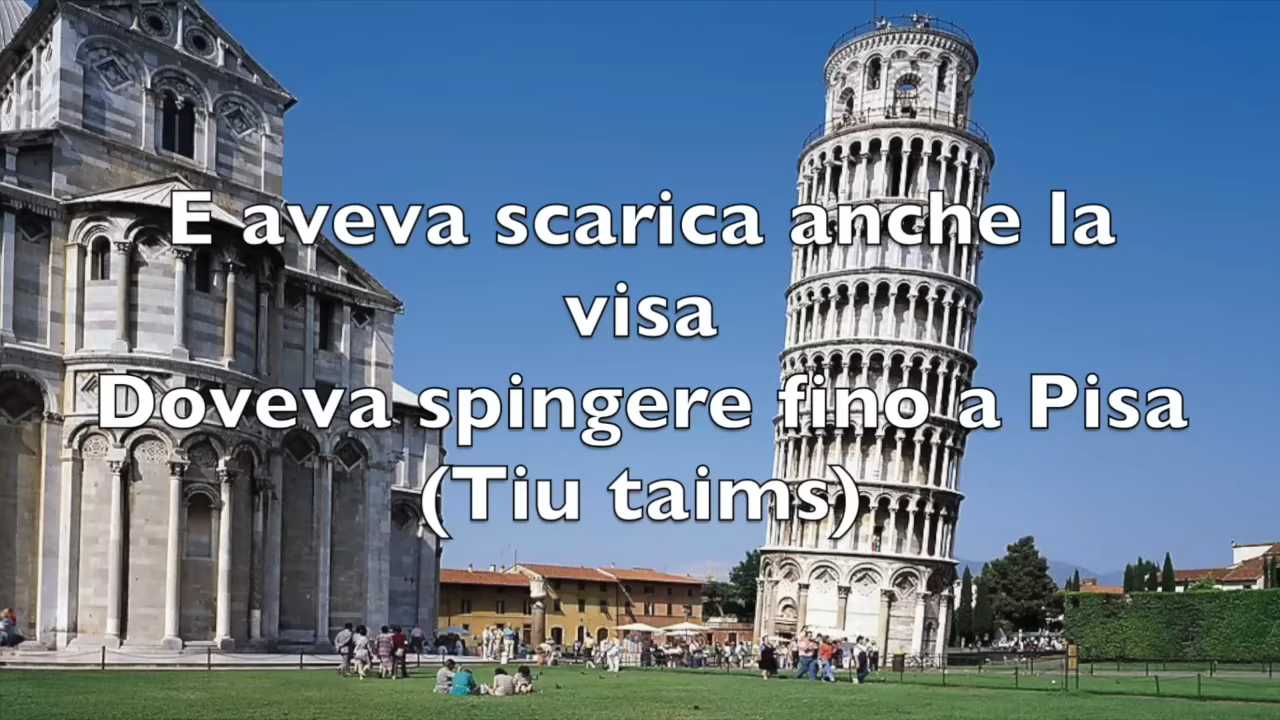 E aveva scarica anche la
visa
Doveva spingere fino a Pisa
(Tiu taims)